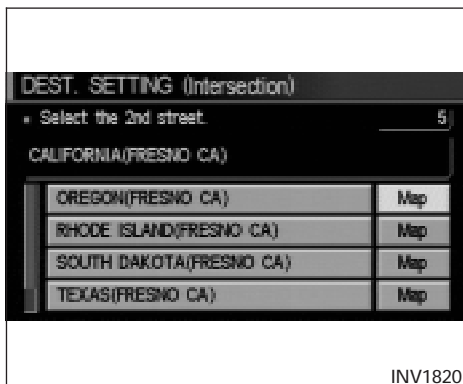 DEST. SETTING (Intersection)
▪ Select the 2nd street. 5
CALIFORNIA(FRESNO CA)
OREGON(FRESNO CA) Map
RHODE ISLAND(FRESNO CA) Map
SOUTH DAKOTA(FRESNO CA) Map
TEXAS(FRESNO CA) Map
INV1820